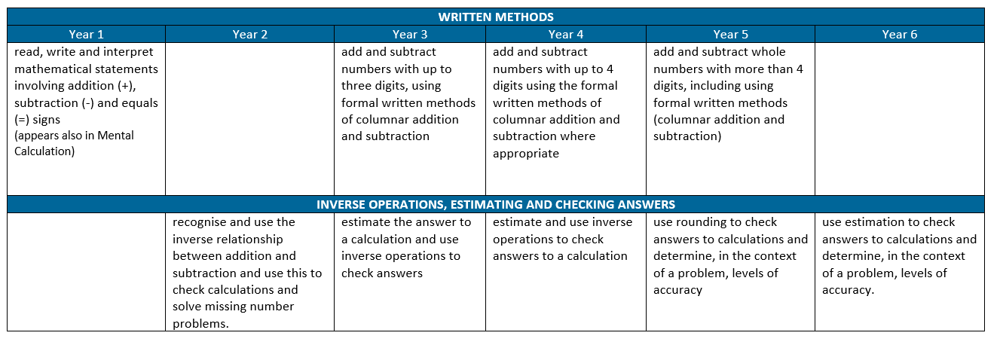 WRITTEN METHODS
Year 1 Year 2 Year 3 Year 4 Year 5 Year 6
read, write and interpret
mathematical statements
involving addition (+),
subtraction (-) and equals
(=) signs
(appears also in Mental
Calculation)
add and subtract
numbers with up to
three digits, using
formal written methods
of columnar addition
and subtraction
add and subtract
numbers with up to 4
digits using the formal
written methods of
columnar addition and
subtraction where
appropriate
add and subtract whole
numbers with more than 4
digits, including using
formal written methods
(columnar addition and
subtraction)
INVERSE OPERATIONS, ESTIMATING AND CHECKING ANSWERS
recognise and use the
inverse relationship
between addition and
subtraction and use this to
check calculations and
solve missing number
problems.
estimate the answer to
a calculation and use
inverse operations to
check answers
estimate and use inverse
operations to check
answers to a calculation
use rounding to check
answers to calculations and
determine, in the context
of a problem, levels of
accuracy
use estimation to check
answers to calculations and
determine, in the context
of a problem, levels of
accuracy.